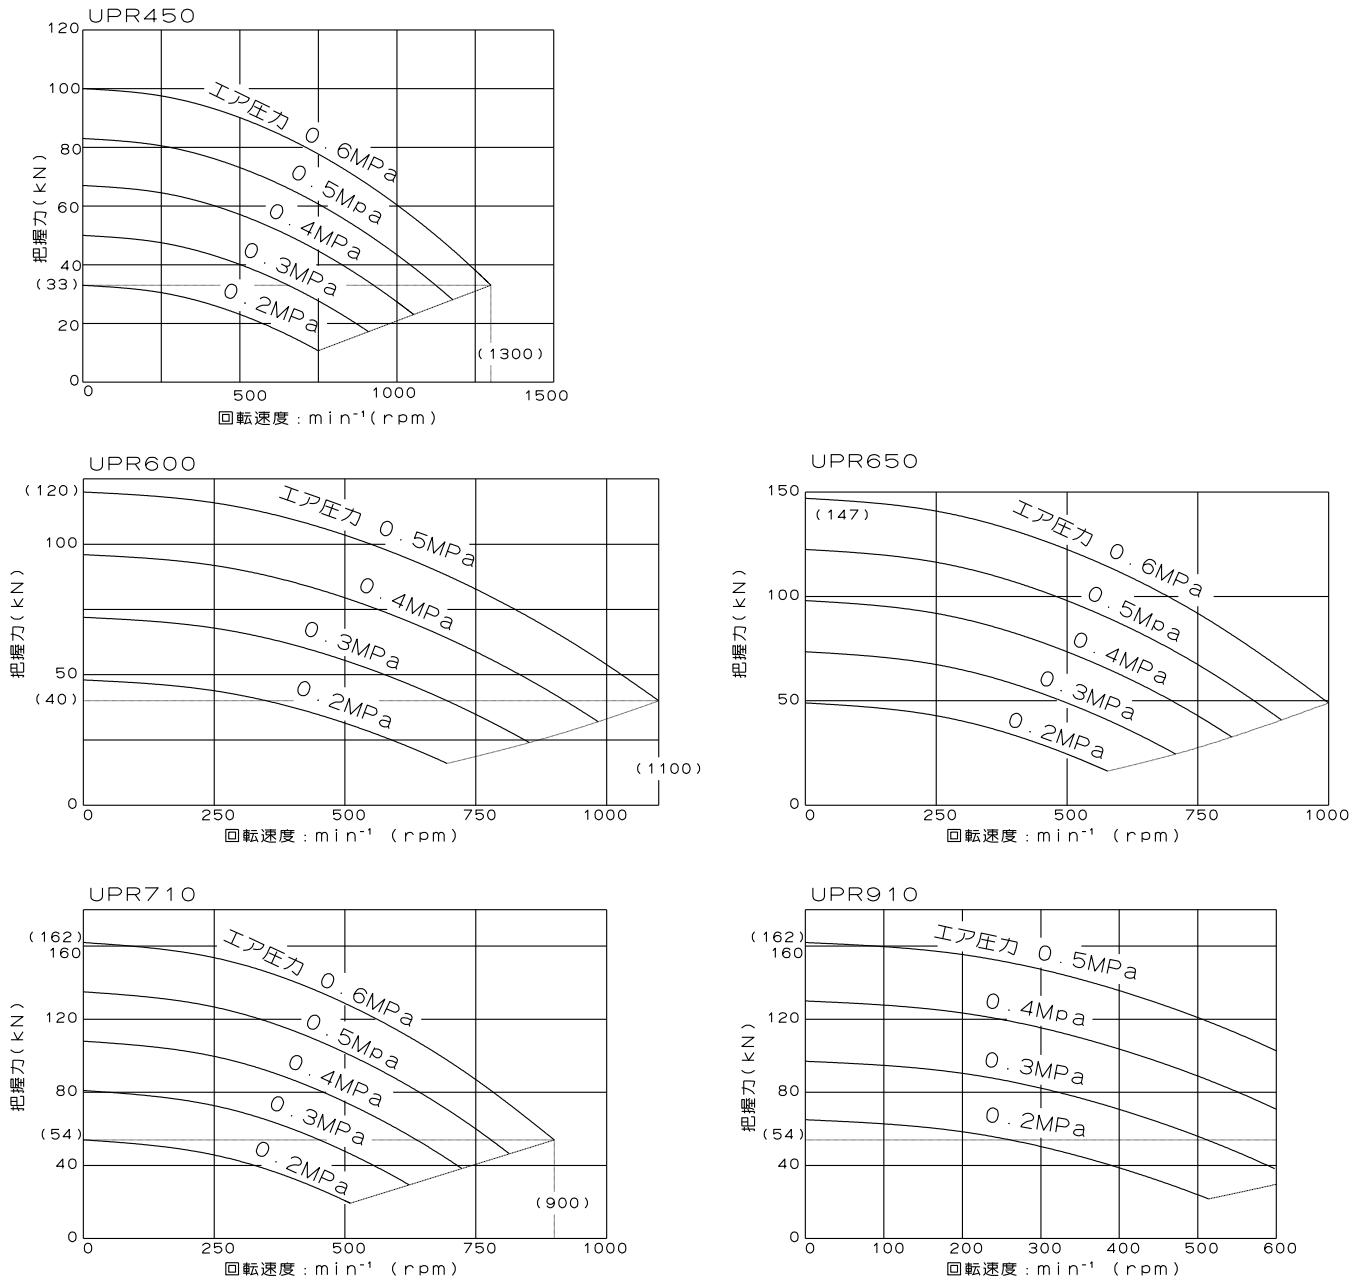 UPR450
120
100
80
60
40
(33)
20
0
把握力(kN)
エア圧力 0.6MPa
0.5Mpa
0.4MPa
0.3MPa
0.2MPa
(1300)
0 500 1000 1500
回転速度:min⁻¹(rpm)
UPR600
(120)
100
50
(40)
0
把握力(kN)
エア圧力 0.5MPa
0.4MPa
0.3MPa
0.2MPa
(1100)
0 250 500 750 1000
回転速度:min⁻¹ (rpm)
UPR650
150
(147)
100
50
0
把握力(kN)
エア圧力 0.6MPa
0.5Mpa
0.4MPa
0.3MPa
0.2MPa
0 250 500 750 1000
回転速度:min⁻¹ (rpm)
UPR710
(162)
160
120
80
(54)
40
0
把握力(kN)
エア圧力 0.6MPa
0.5Mpa
0.4MPa
0.3MPa
0.2MPa
(900)
0 250 500 750 1000
回転速度:min⁻¹ (rpm)
UPR910
(162)
160
120
80
(54)
40
0
把握力(kN)
エア圧力 0.5MPa
0.4Mpa
0.3MPa
0.2MPa
0 100 200 300 400 500 600
回転速度:min⁻¹ (rpm)